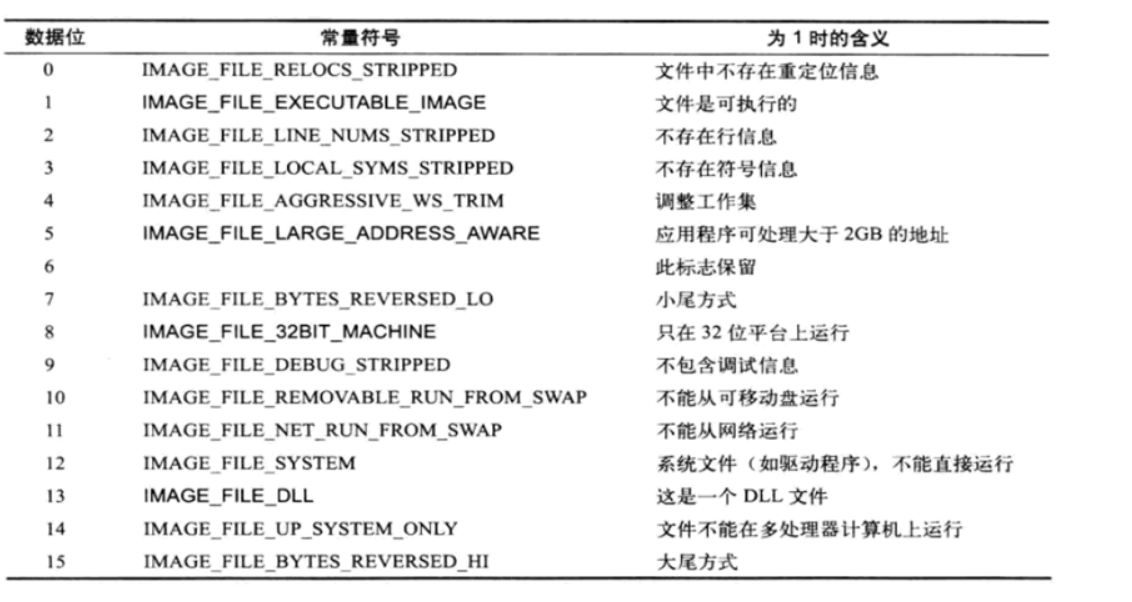 数据位 常量符号 为 1 时的含义
0 IMAGE_FILE_RELOCS_STRIPPED 文件中不存在重定位信息
1 IMAGE_FILE_EXECUTABLE_IMAGE 文件是可执行的
2 IMAGE_FILE_LINE_NUMS_STRIPPED 不存在行信息
3 IMAGE_FILE_LOCAL_SYMS_STRIPPED 不存在符号信息
4 IMAGE_FILE_AGGRESSIVE_WS_TRIM 调整工作集
5 IMAGE_FILE_LARGE_ADDRESS_AWARE 应用程序可处理大于 2GB 的地址
6 此标志保留
7 IMAGE_FILE_BYTES_REVERSED_LO 小尾方式
8 IMAGE_FILE_32BIT_MACHINE 只在 32 位平台上运行
9 IMAGE_FILE_DEBUG_STRIPPED 不包含调试信息
10 IMAGE_FILE_REMOVABLE_RUN_FROM_SWAP 不能从可移动盘运行
11 IMAGE_FILE_NET_RUN_FROM_SWAP 不能从网络运行
12 IMAGE_FILE_SYSTEM 系统文件（如驱动程序），不能直接运行
13 IMAGE_FILE_DLL 这是一个 DLL 文件
14 IMAGE_FILE_UP_SYSTEM_ONLY 文件不能在多处理器计算机上运行
15 IMAGE_FILE_BYTES_REVERSED_HI 大尾方式